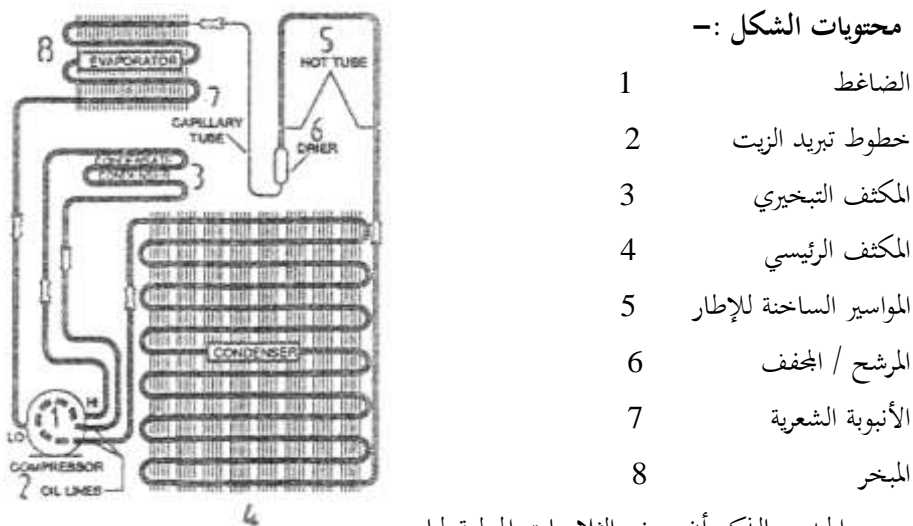 محتويات الشكل :–
الضاغط 1
خطوط تبريد الزيت 2
المكثف التبخيري 3
المكثف الرئيسي 4
المواسير الساخنة للإطار 5
المرشح / المجفف 6
الأنبوبة الشعرية 7
المبخر 8
8
EVAPORATOR
5
HOT TUBE
7
CAPILLARY
TUBE
6
DRIER
3
CONDENSER
1
HI
LO
COMPRESSOR
2 OIL LINES
4